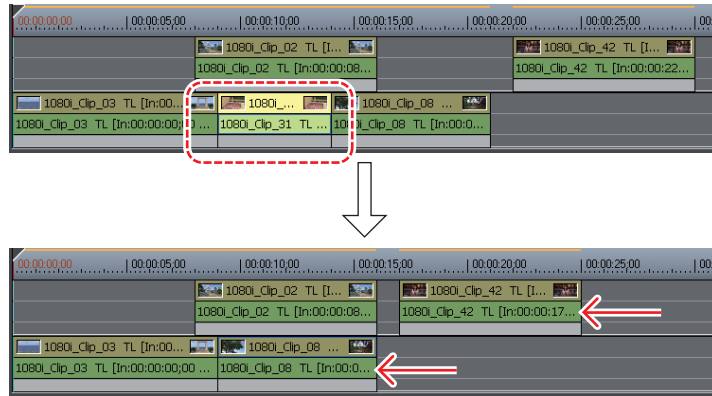 00:00:00;00 00:00:05;00 00:00:10;00 00:00:15;00 00:00:20;00 00:00:25;00 00:
1080i_Clip_02 TL [I... 1080i_Clip_42 TL [I...
1080i_Clip_02 TL [In:00:00:08... 1080i_Clip_42 TL [In:00:00:22...
1080i_Clip_03 TL [In:00... 1080i_... 1080i_Clip_08 ...
1080i_Clip_03 TL [In:00:00:00;00 ... 1080i_Clip_31 TL ... 1080i_Clip_08 TL [In:00:0...
00:00:00;00 00:00:05;00 00:00:10;00 00:00:15;00 00:00:20;00 00:00:25;00 00:
1080i_Clip_02 TL [I... 1080i_Clip_42 TL [I...
1080i_Clip_02 TL [In:00:00:08... 1080i_Clip_42 TL [In:00:00:17...
1080i_Clip_03 TL [In:00... 1080i_Clip_08 ...
1080i_Clip_03 TL [In:00:00:00;00 ... 1080i_Clip_08 TL [In:00:0...